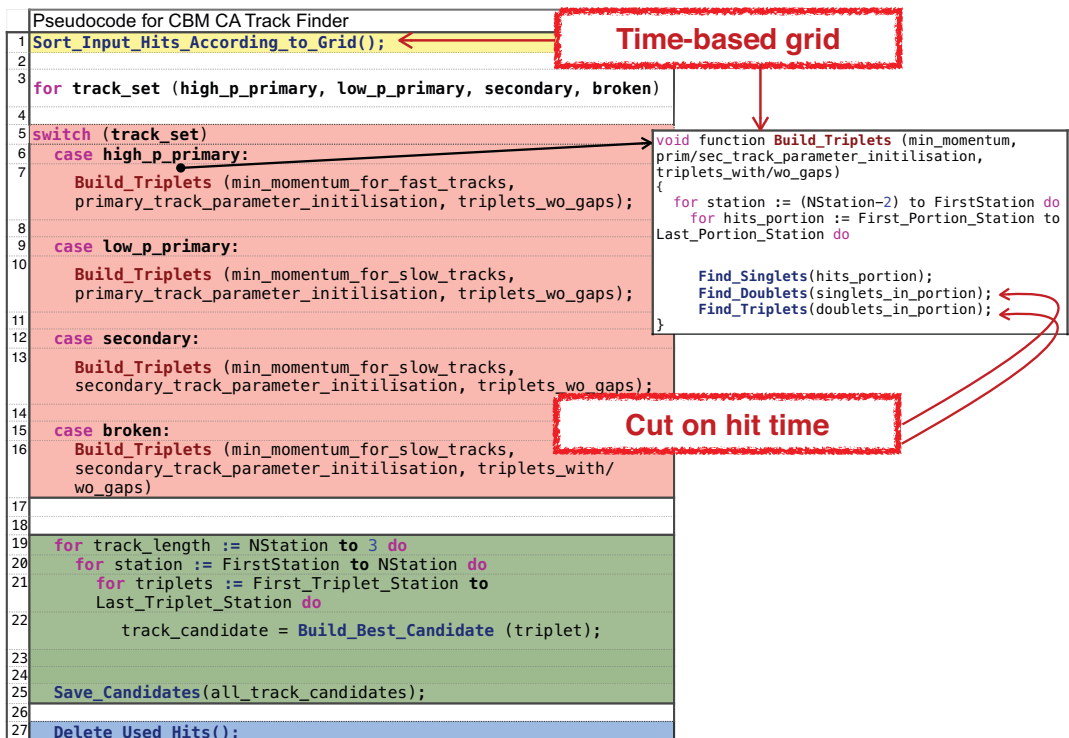 Pseudocode for CBM CA Track Finder
1 Sort_Input_Hits_According_to_Grid();
Time-based grid
2
3 for track_set (high_p_primary, low_p_primary, secondary, broken)
4
5 switch (track_set)
6 case high_p_primary:
7 Build_Triplets (min_momentum_for_fast_tracks,
primary_track_parameter_initilisation, triplets_wo_gaps);
8
9 case low_p_primary:
10 Build_Triplets (min_momentum_for_slow_tracks,
primary_track_parameter_initilisation, triplets_wo_gaps);
11
12 case secondary:
13 Build_Triplets (min_momentum_for_slow_tracks,
secondary_track_parameter_initilisation, triplets_wo_gaps);
14
15 case broken:
16 Build_Triplets (min_momentum_for_slow_tracks,
secondary_track_parameter_initilisation, triplets_with/
wo_gaps)
17
18
19 for track_length := NStation to 3 do
20 for station := FirstStation to NStation do
21 for triplets := First_Triplet_Station to
Last_Triplet_Station do
22 track_candidate = Build_Best_Candidate (triplet);
23
24
25 Save_Candidates(all_track_candidates);
26
27 Delete_Used_Hits();
void function Build_Triplets (min_momentum,
prim/sec_track_parameter_initilisation,
triplets_with/wo_gaps)
{
for station := (NStation-2) to FirstStation do
for hits_portion := First_Portion_Station to
Last_Portion_Station do
Find_Singlets(hits_portion);
Find_Doublets(singlets_in_portion);
Find_Triplets(doublets_in_portion);
}
Cut on hit time